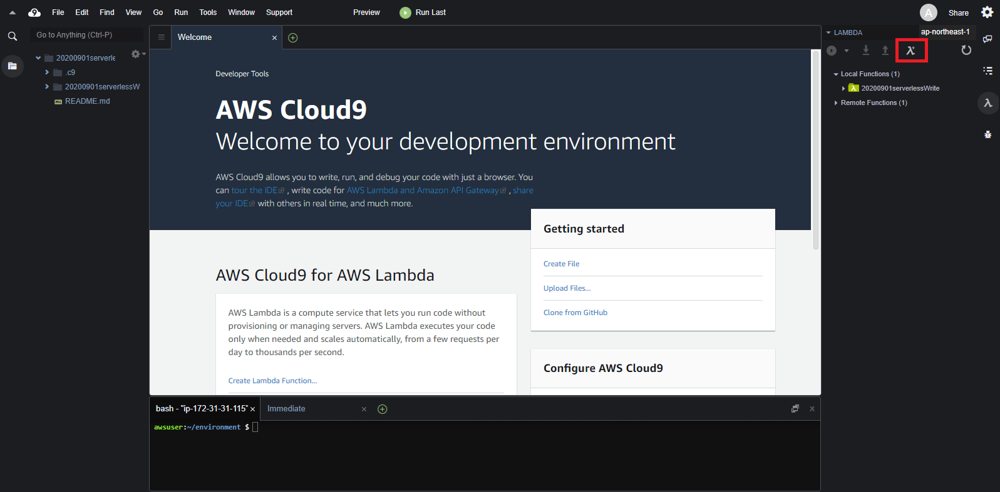 File Edit Find View Go Run Tools Window Support Preview Run Last A Share
Go to Anything (Ctrl-P)
20200901serverle
.c9
20200901serverlessW
README.md
Welcome
Developer Tools
AWS Cloud9
Welcome to your development environment
AWS Cloud9 allows you to write, run, and debug your code with just a browser. You
can tour the IDE , write code for AWS Lambda and Amazon API Gateway , share
your IDE with others in real time, and much more.
Getting started
Create File
Upload Files...
Clone from GitHub
AWS Cloud9 for AWS Lambda
AWS Lambda is a compute service that lets you run code without
provisioning or managing servers. AWS Lambda executes your code
only when needed and scales automatically, from a few requests per
day to thousands per second.
Create Lambda Function...
Configure AWS Cloud9
bash - "ip-172-31-31-115" Immediate
awsuser:~/environment $
LAMBDA ap-northeast-1
Local Functions (1)
20200901serverlessWrite
Remote Functions (1)